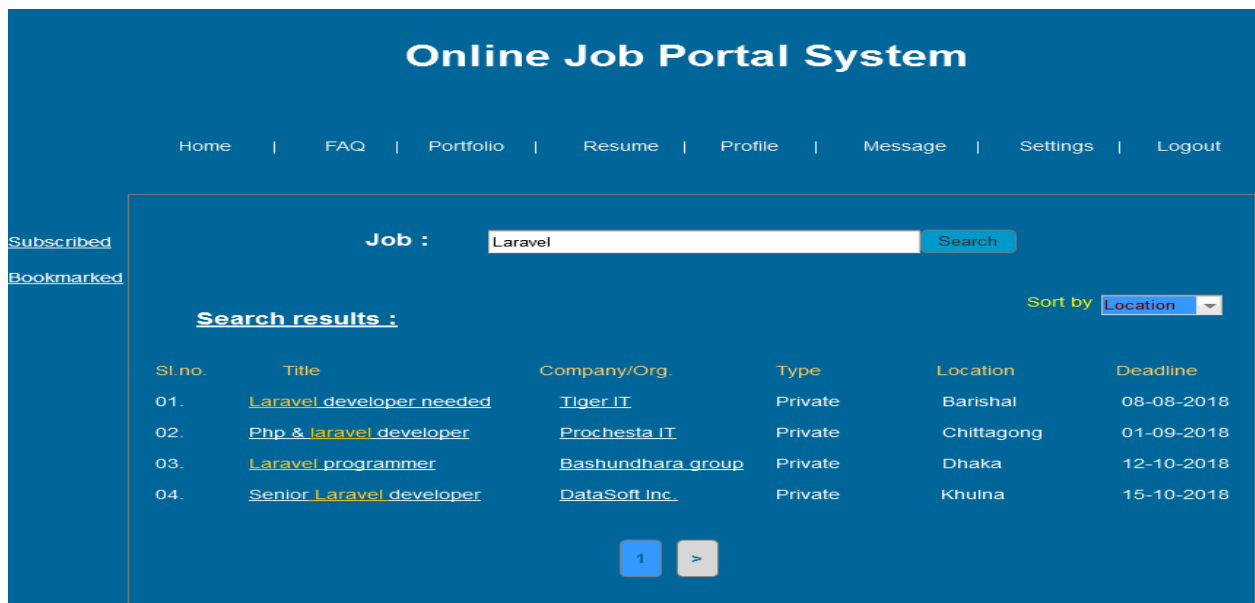 Online Job Portal System
Home | FAQ | Portfolio | Resume | Profile | Message | Settings | Logout
Subscribed
Bookmarked
Job : Laravel Search
Sort by Location
Search results :
Sl.no. Title Company/Org. Type Location Deadline
01. Laravel developer needed TIger IT Private Barishal 08-08-2018
02. Php & laravel developer Prochesta IT Private Chittagong 01-09-2018
03. Laravel programmer Bashundhara group Private Dhaka 12-10-2018
04. Senior Laravel developer DataSoft Inc. Private Khulna 15-10-2018
1 >